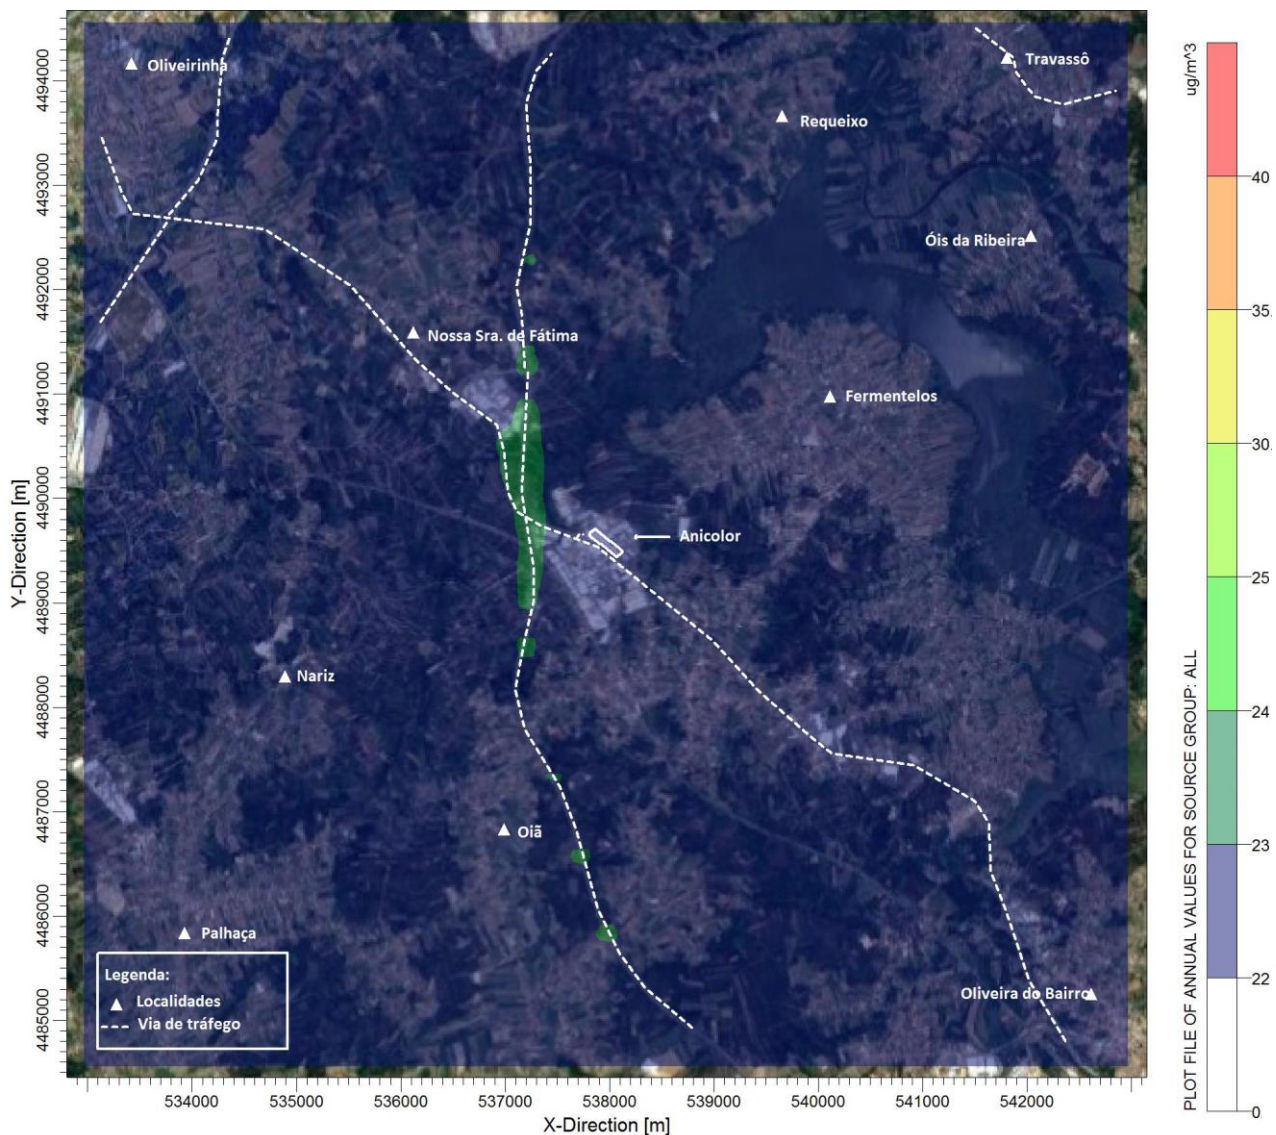 ug/m^3
Oliveirinha
Travassô
Requeixo
Óis da Ribeira
Nossa Sra. de Fátima
Fermentelos
Anicolor
Nariz
Oiã
Palhaça
Oliveira do Bairro
Legenda:
Localidades
Via de tráfego
Y-Direction [m]
4494000
4493000
4492000
4491000
4490000
4489000
4488000
4487000
4486000
4485000
534000
535000
536000
537000
538000
539000
540000
541000
542000
X-Direction [m]
40
35.
30.
25
24
23
22
0
PLOT FILE OF ANNUAL VALUES FOR SOURCE GROUP: ALL